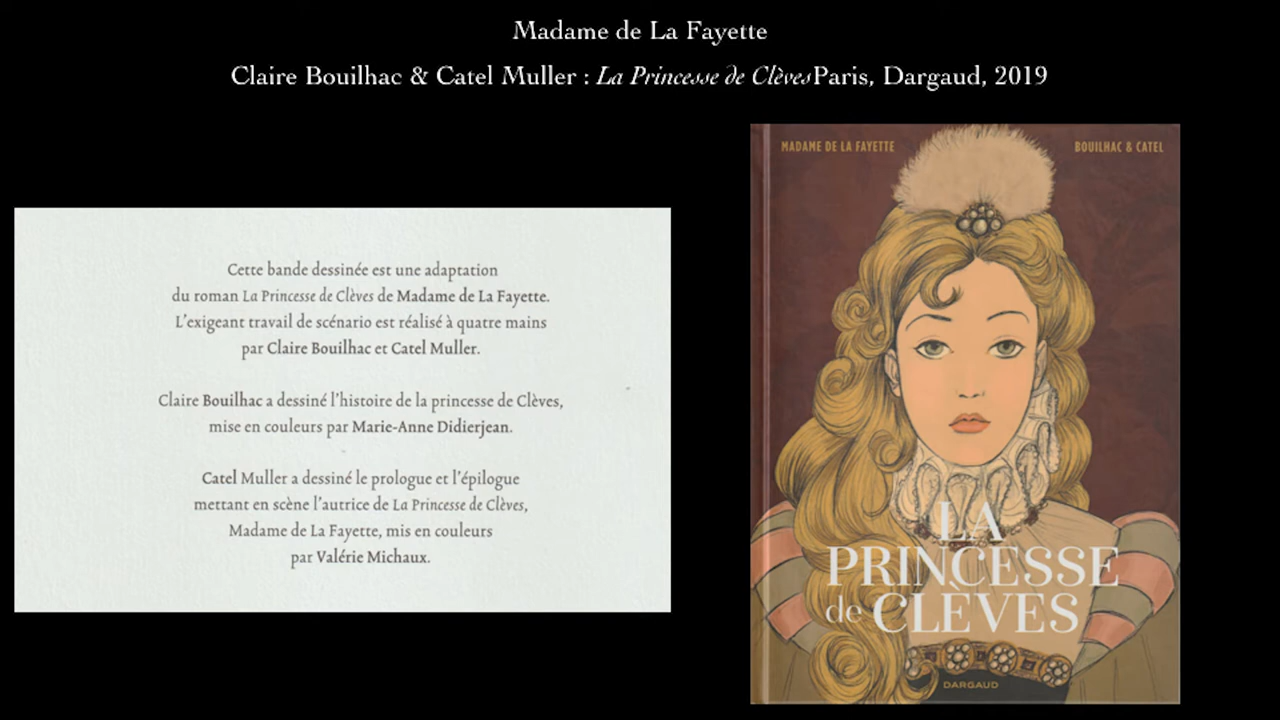 Madame de La Fayette
Claire Bouilhac & Catel Muller : La Princesse de ClèvesParis, Dargaud, 2019
Cette bande dessinée est une adaptation
du roman La Princesse de Clèves de Madame de La Fayette.
L'exigeant travail de scénario est réalisé à quatre mains
par Claire Bouilhac et Catel Muller.
Claire Bouilhac a dessiné l'histoire de la princesse de Clèves,
mise en couleurs par Marie-Anne Didierjean.
Catel Muller a dessiné le prologue et l'épilogue
mettant en scène l'autrice de La Princesse de Clèves,
Madame de La Fayette, mis en couleurs
par Valérie Michaux.
MADAME DE LA FAYETTE
BOUILHAC & CATEL
LA
PRINCESSE
de CLÈVES
DARGAUD